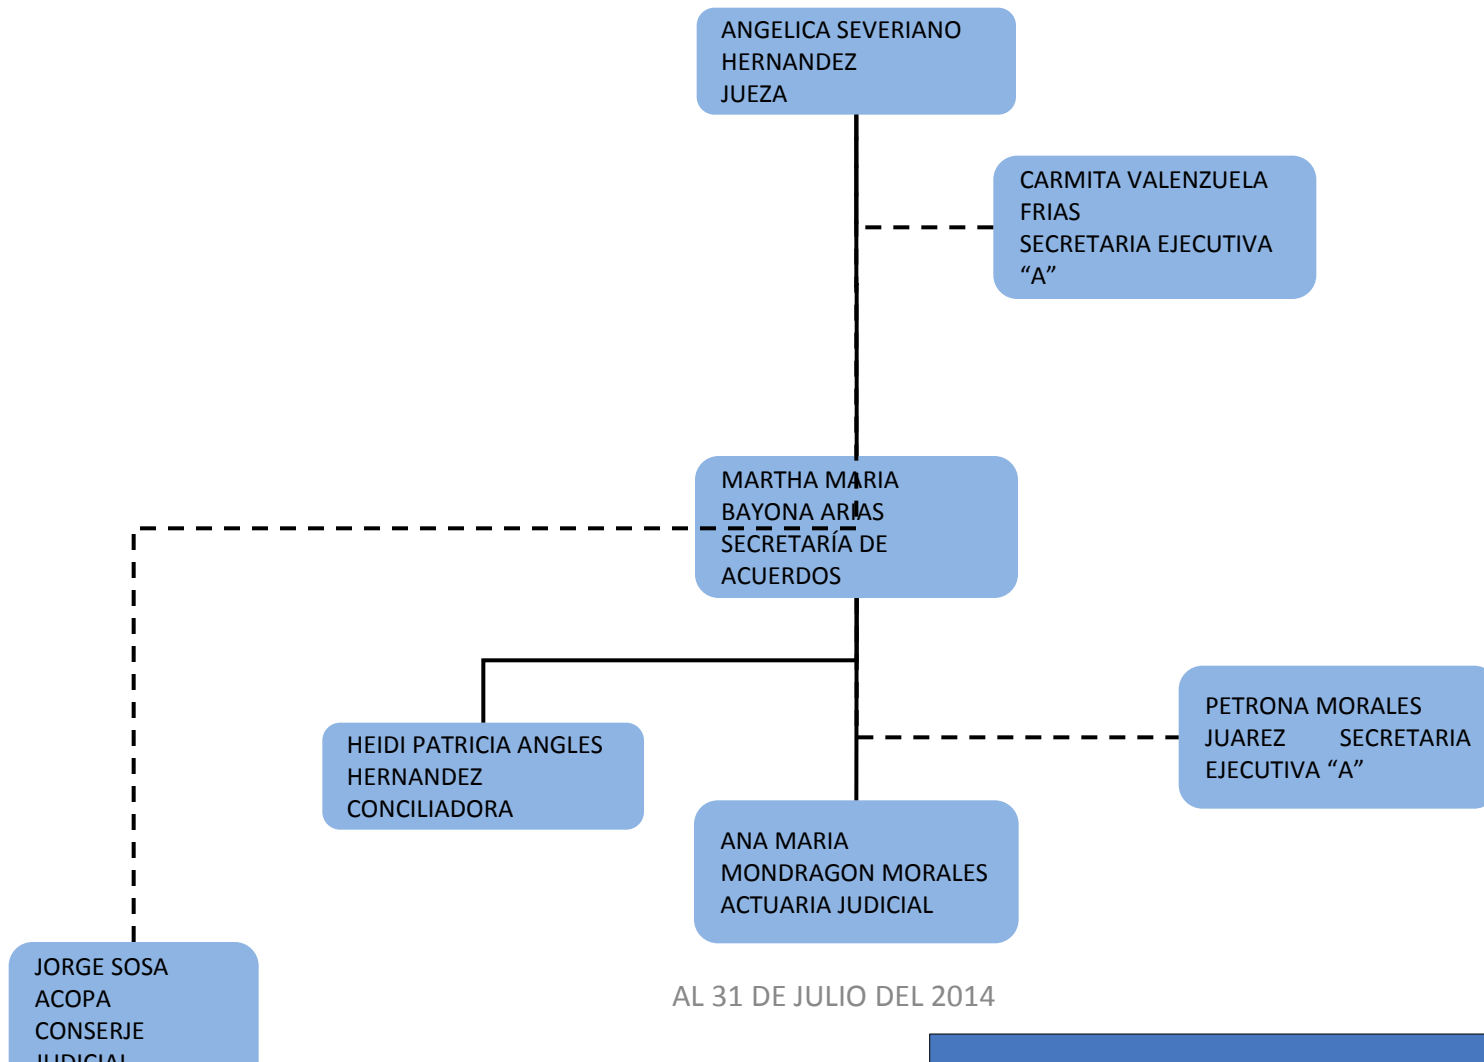 ANGELICA SEVERIANO
HERNANDEZ
JUEZA
CARMITA VALENZUELA
FRIAS
SECRETARIA EJECUTIVA
“A”
MARTHA MARIA
BAYONA ARIAS
SECRETARÍA DE
ACUERDOS
HEIDI PATRICIA ANGLES
HERNANDEZ
CONCILIADORA
PETRONA MORALES
JUAREZ SECRETARIA
EJECUTIVA “A”
ANA MARIA
MONDRAGON MORALES
ACTUARIA JUDICIAL
JORGE SOSA
ACOPA
CONSERJE
JUDICIAL
AL 31 DE JULIO DEL 2014